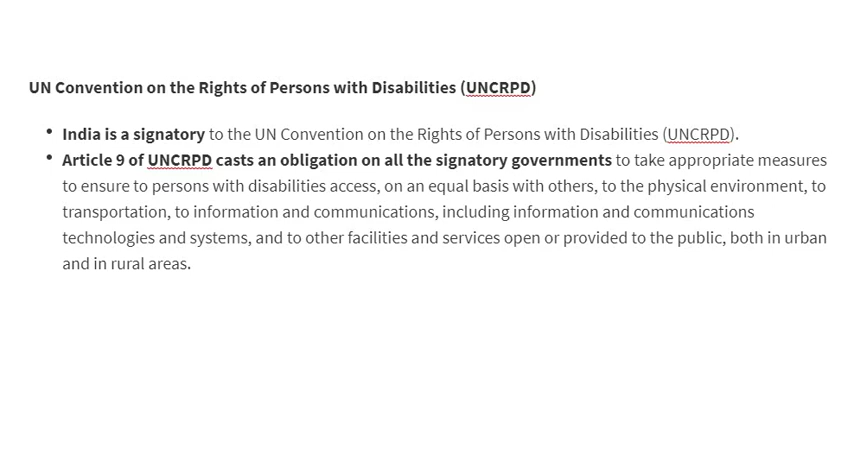 UN Convention on the Rights of Persons with Disabilities (UNCRPD)
• India is a signatory to the UN Convention on the Rights of Persons with Disabilities (UNCRPD).
• Article 9 of UNCRPD casts an obligation on all the signatory governments to take appropriate measures
to ensure to persons with disabilities access, on an equal basis with others, to the physical environment, to
transportation, to information and communications, including information and communications
technologies and systems, and to other facilities and services open or provided to the public, both in urban
and in rural areas.